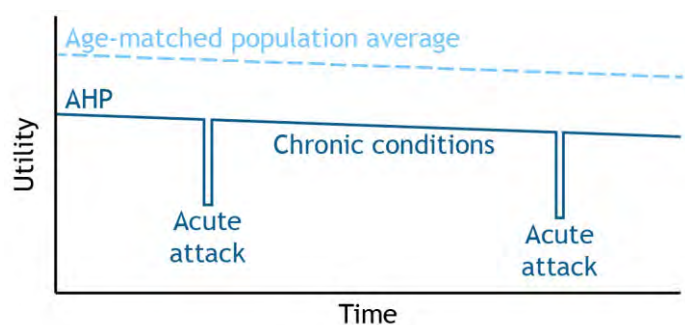 Age-matched population average
AHP
Utility
Chronic conditions
Acute
attack
Acute
attack
Time